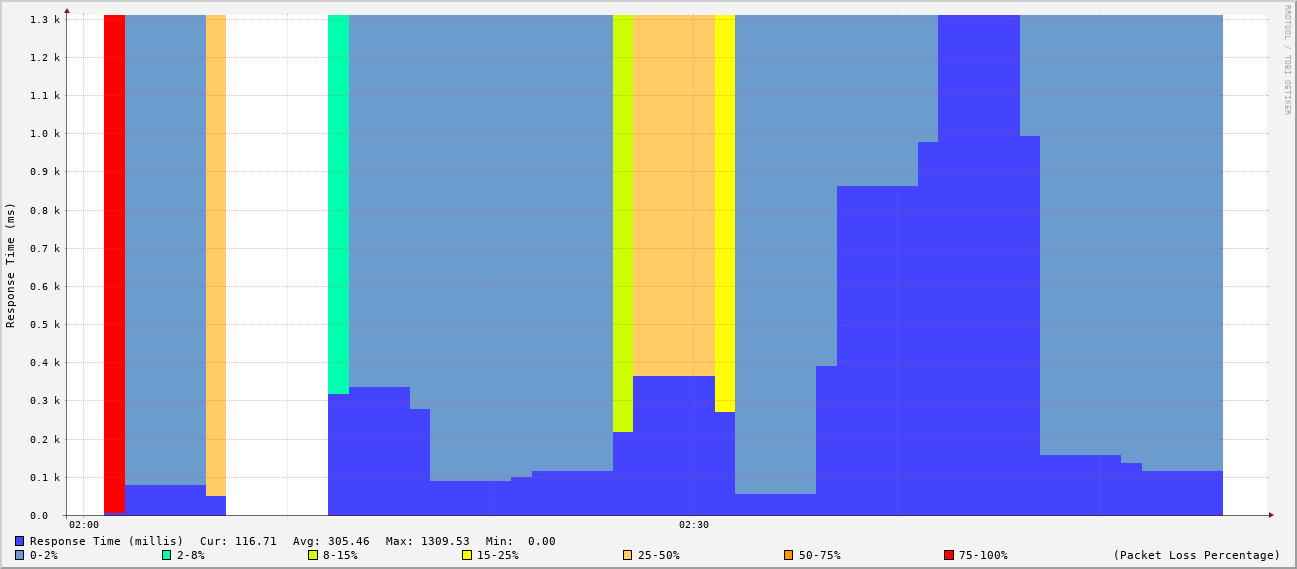 1.3 k
1.2 k
1.1 k
1.0 k
0.9 k
0.8 k
0.7 k
0.6 k
0.5 k
0.4 k
0.3 k
0.2 k
0.1 k
0.0
Response Time (ms)
RRDTOOL / TOBI OETIKER
02:00 02:30
Response Time (millis) Cur: 116.71 Avg: 305.46 Max: 1309.53 Min: 0.00
0-2% 2-8% 8-15% 15-25% 25-50% 50-75% 75-100% (Packet Loss Percentage)